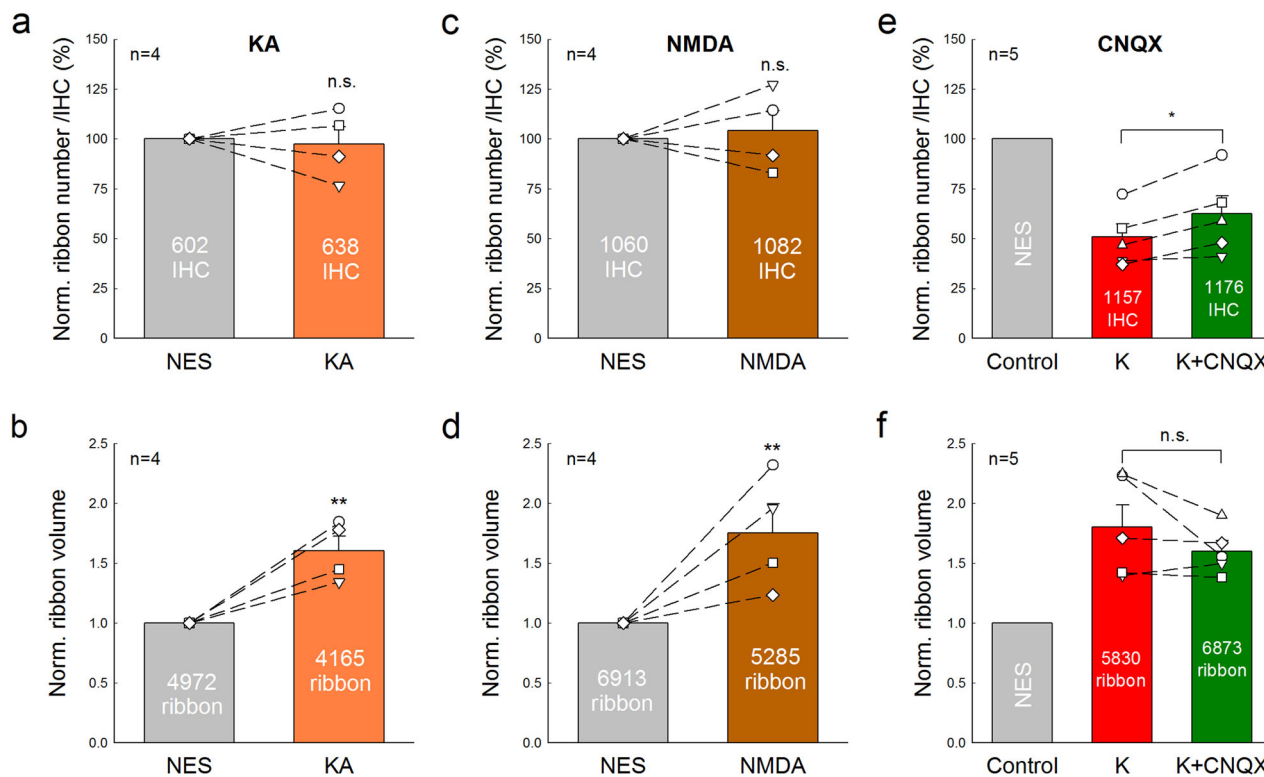 a
KA
n=4
n.s.
Norm. ribbon number /IHC (%)
150
125
100
75
50
25
0
602
IHC
638
IHC
NES
KA
c
NMDA
n=4
n.s.
Norm. ribbon number /IHC (%)
150
125
100
75
50
25
0
1060
IHC
1082
IHC
NES
NMDA
e
CNQX
n=5
*
Norm. ribbon number /IHC (%)
150
125
100
75
50
25
0
NES
1157
IHC
1176
IHC
Control
K
K+CNQX
b
n=4
**
Norm. ribbon volume
2.5
2.0
1.5
1.0
0.5
0.0
4972
ribbon
4165
ribbon
NES
KA
d
n=4
**
Norm. ribbon volume
2.5
2.0
1.5
1.0
0.5
0.0
6913
ribbon
5285
ribbon
NES
NMDA
f
n=5
n.s.
Norm. ribbon volume
2.5
2.0
1.5
1.0
0.5
0.0
NES
5830
ribbon
6873
ribbon
Control
K
K+CNQX